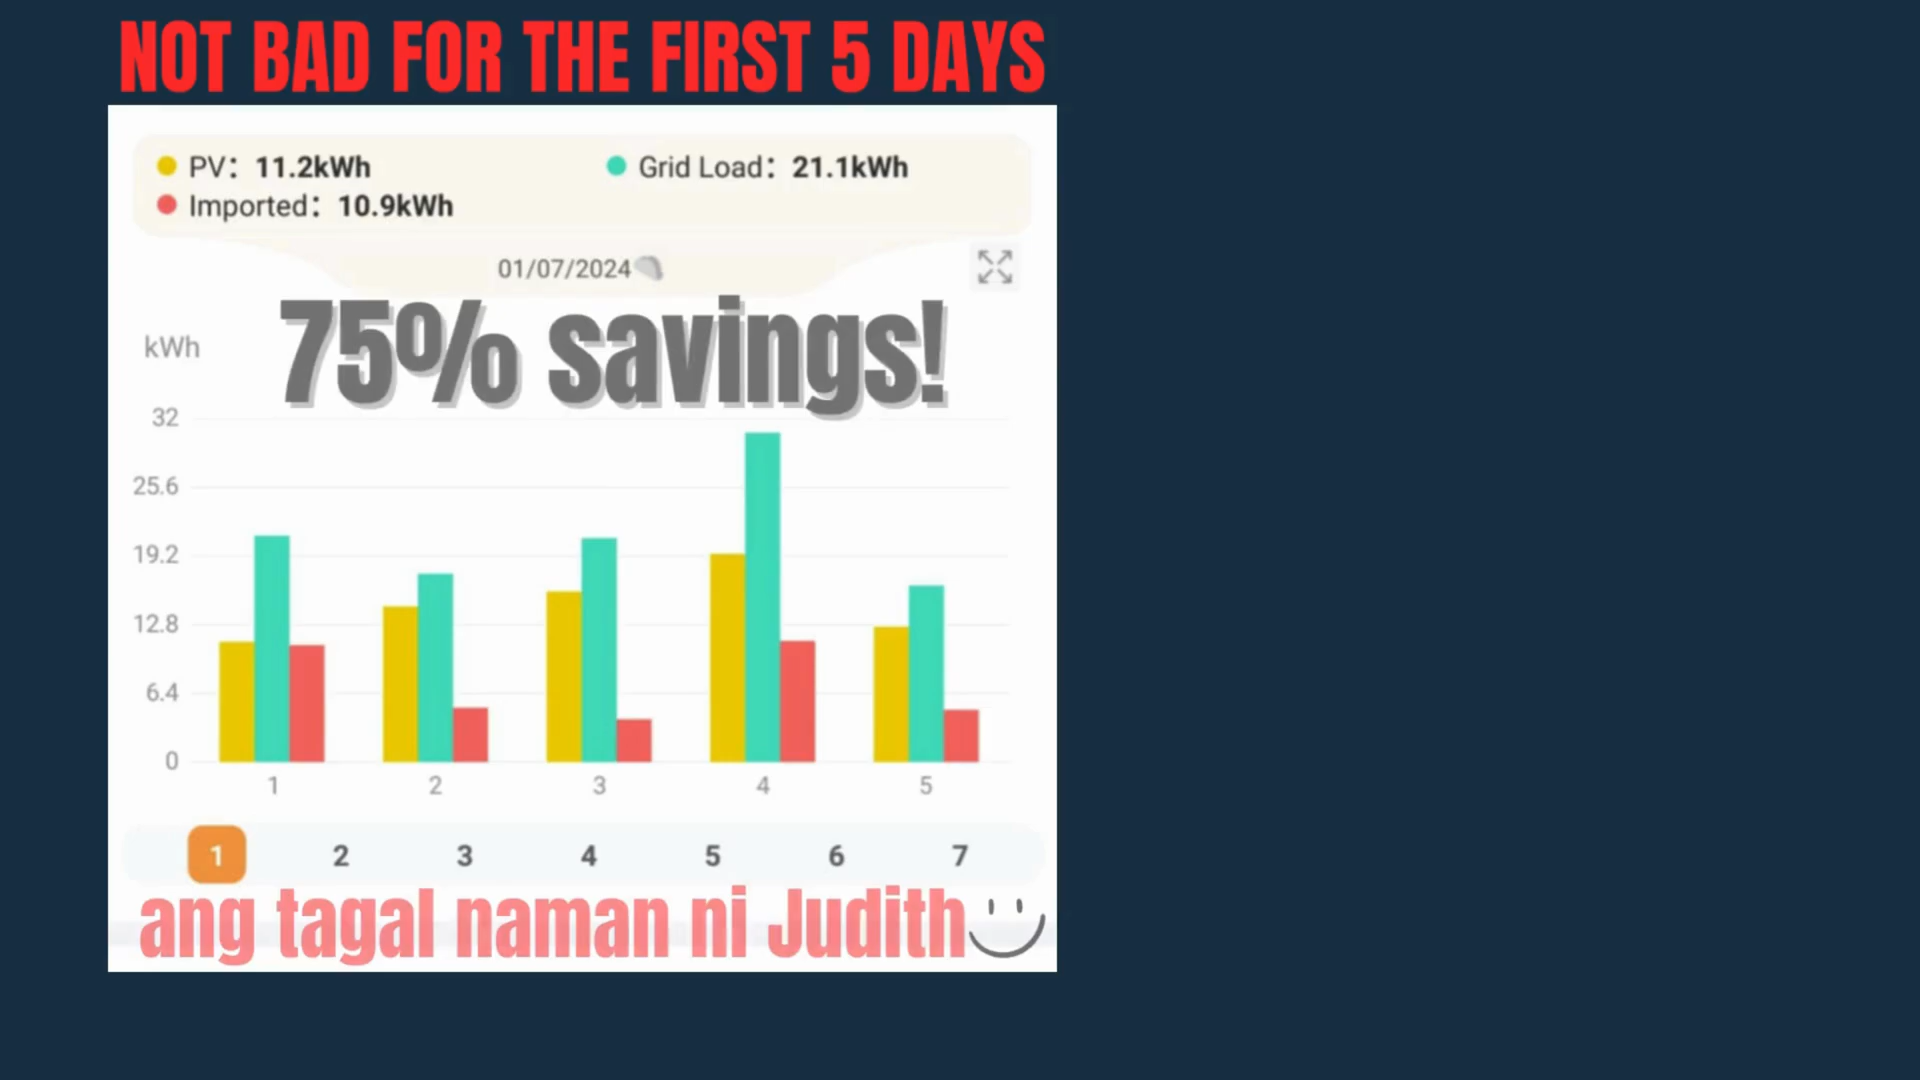 NOT BAD FOR THE FIRST 5 DAYS
PV: 11.2kWh
Grid Load: 21.1kWh
Imported: 10.9kWh
01/07/2024
75% savings!
kWh
32
25.6
19.2
12.8
6.4
0
1 2 3 4 5
1 2 3 4 5 6 7
ang tagal naman ni Judith